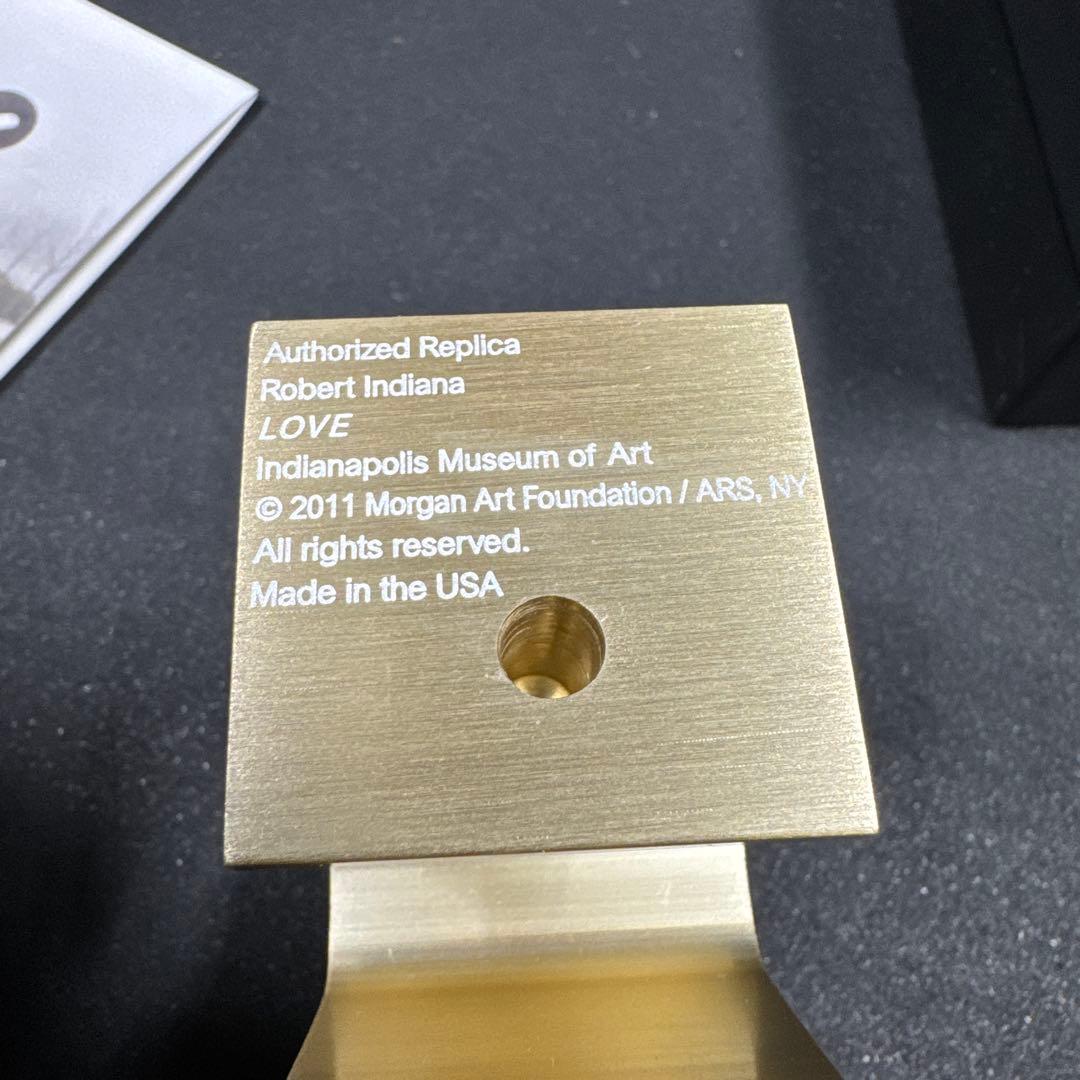 Authorized Replica
Robert Indiana
LOVE
Indianapolis Museum of Art
© 2011 Morgan Art Foundation / ARS, NY
All rights reserved.
Made in the USA